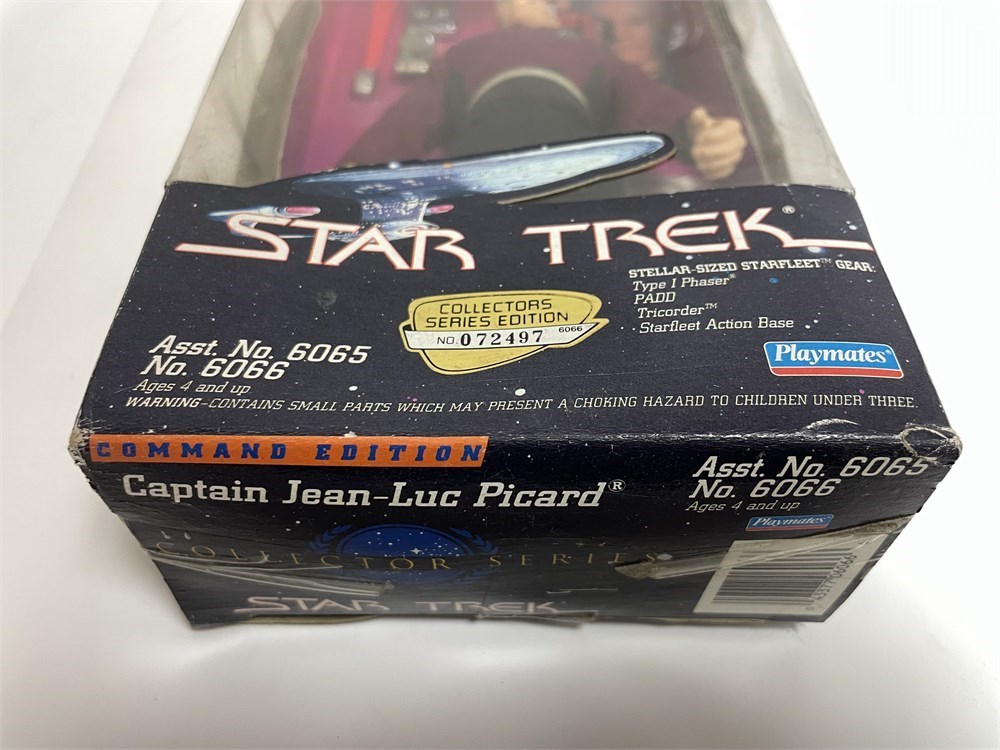 STAR TREK®
STELLAR-SIZED STARFLEET™ GEAR:
Type I Phaser®
PADD
Tricorder™
Starfleet Action Base
COLLECTORS
SERIES EDITION
6066
NO. 072497
Playmates®
Asst. No. 6065
No. 6066
Ages 4 and up
WARNING-CONTAINS SMALL PARTS WHICH MAY PRESENT A CHOKING HAZARD TO CHILDREN UNDER THREE.
COMMAND EDITION
Captain Jean-Luc Picard®
Asst. No. 6065
No. 6066
Ages 4 and up
Playmates
COLLECTOR SERIES
STAR TREK